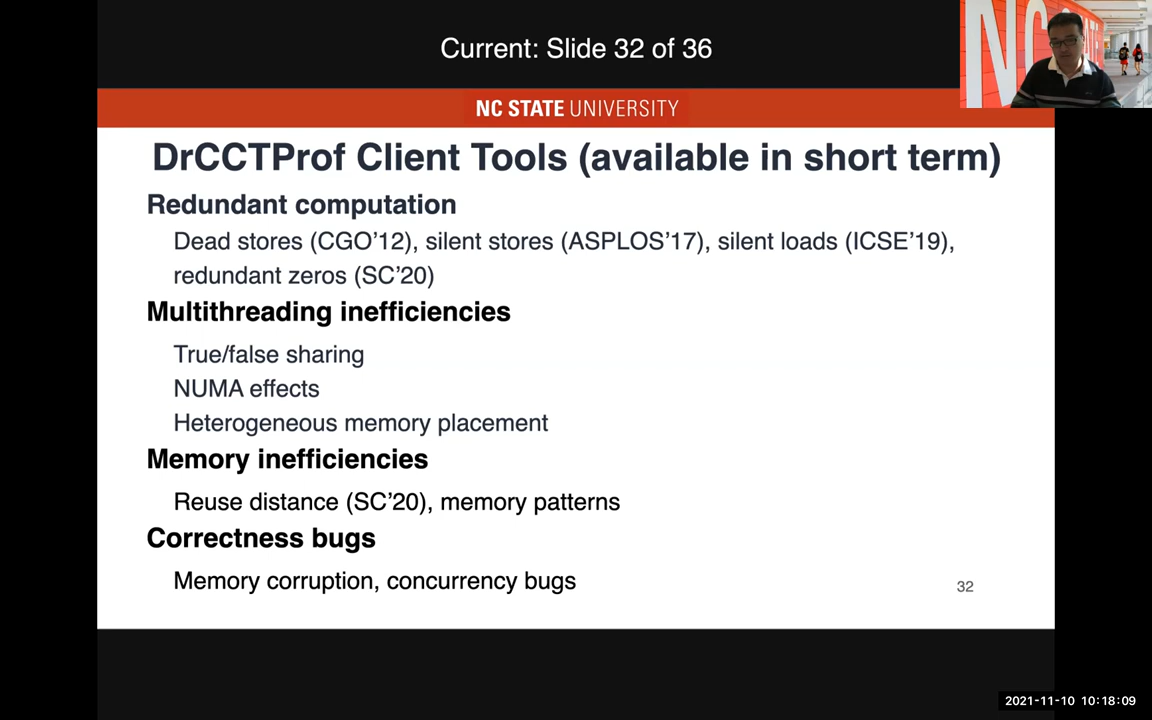 Current: Slide 32 of 36
NC STATE UNIVERSITY
DrCCTProf Client Tools (available in short term)
Redundant computation
Dead stores (CGO’12), silent stores (ASPLOS’17), silent loads (ICSE’19),
redundant zeros (SC’20)
Multithreading inefficiencies
True/false sharing
NUMA effects
Heterogeneous memory placement
Memory inefficiencies
Reuse distance (SC’20), memory patterns
Correctness bugs
Memory corruption, concurrency bugs
32
2021-11-10 10:18:09